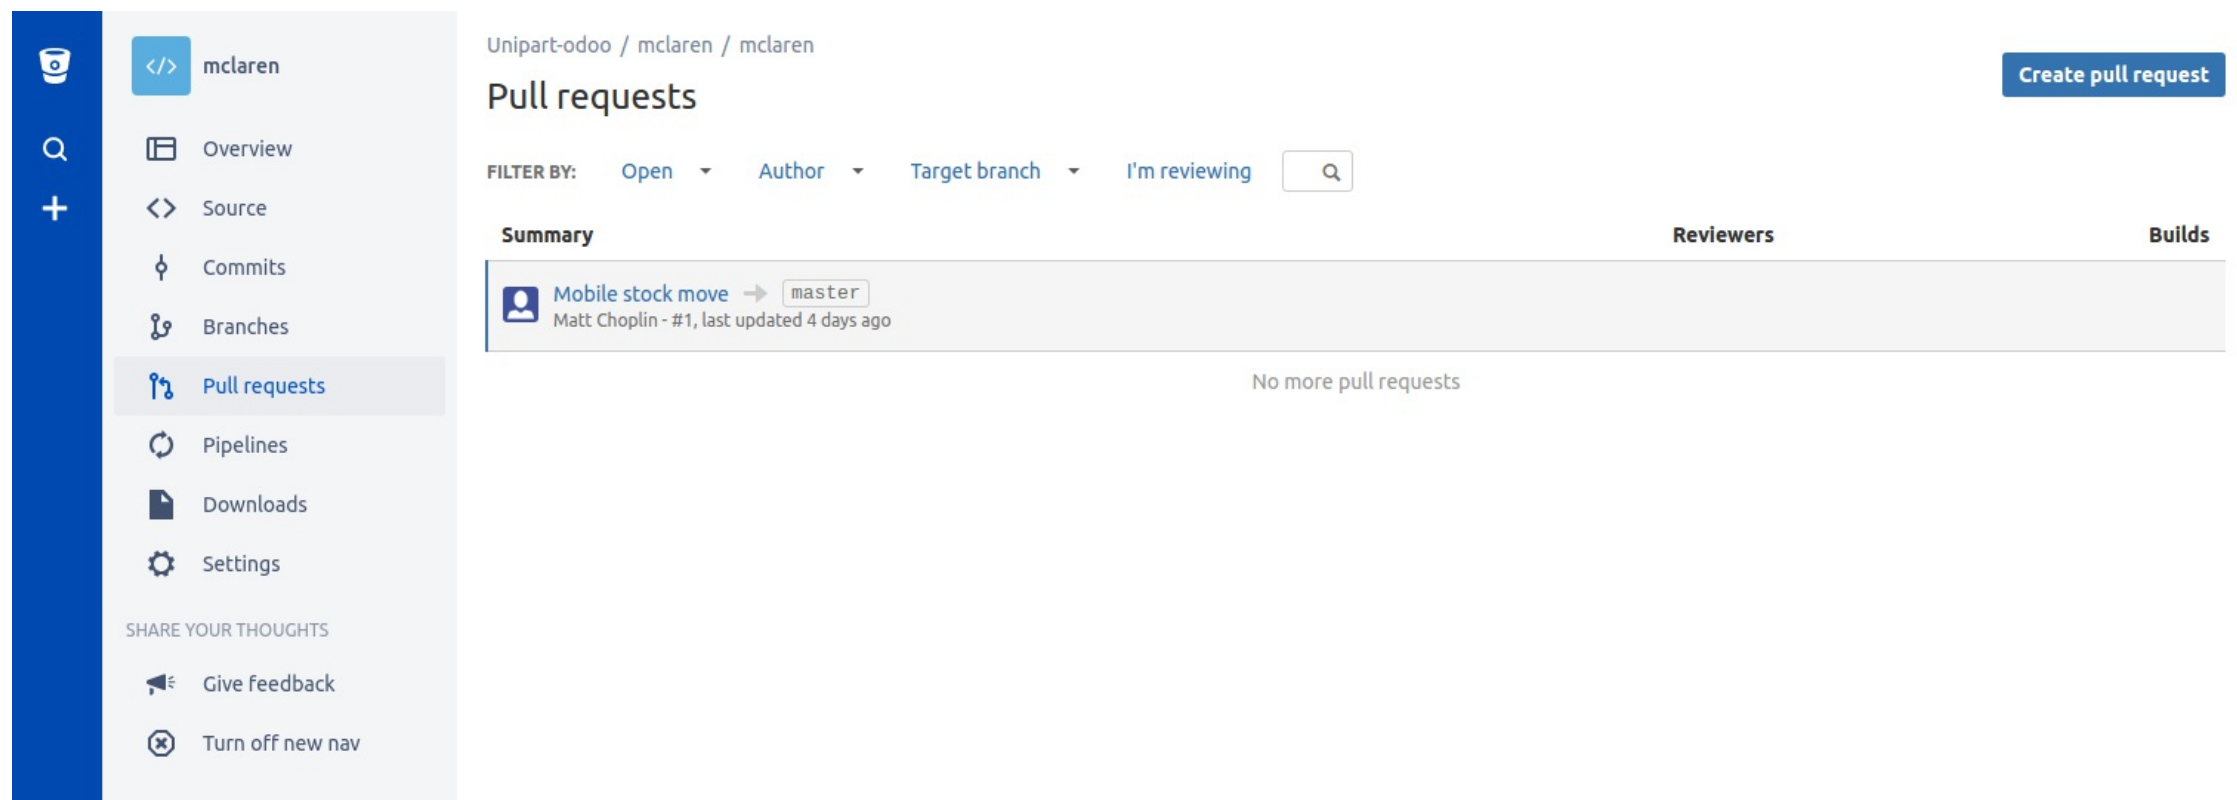 mclaren
Overview
Source
Commits
Branches
Pull requests
Pipelines
Downloads
Settings
SHARE YOUR THOUGHTS
Give feedback
Turn off new nav
Unipart-odoo / mclaren / mclaren
Pull requests
Create pull request
FILTER BY: Open Author Target branch I'm reviewing
Summary Reviewers Builds
Mobile stock move master
Matt Choplin - #1, last updated 4 days ago
No more pull requests